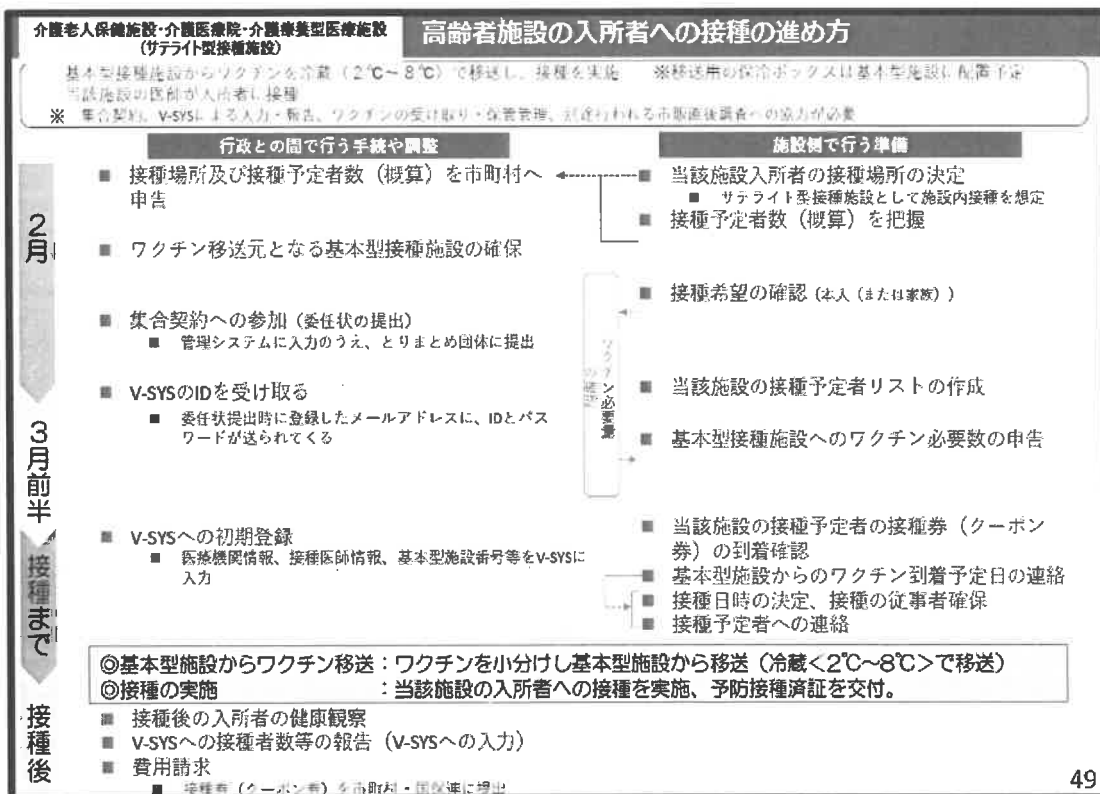 介護老人保健施設・介護医療院・介護療養型医療施設
(サテライト型接種施設)
高齢者施設の入所者への接種の進め方
基本型接種施設からワクチンを冷蔵（2℃～8℃）で移送し、接種を実施　※移送用の保冷ボックスは基本型施設に配置予定
当該施設の医師が入所者に接種
※ 集合契約、V-SYSによる入力・報告、ワクチンの受け取り・保管管理、別途行われる市販直後調査への協力が必要
行政との間で行う手続や調整
■ 接種場所及び接種予定者数（概算）を市町村へ
申告
■ ワクチン移送元となる基本型接種施設の確保
■ 集合契約への参加（委任状の提出）
■ 管理システムに入力のうえ、とりまとめ団体に提出
■ V-SYSのIDを受け取る
■ 委任状提出時に登録したメールアドレスに、IDとパス
ワードが送られてくる
■ V-SYSへの初期登録
■ 医療機関情報、接種医師情報、基本型施設番号等をV-SYSに
入力
施設側で行う準備
■ 当該施設入所者の接種場所の決定
■ サテライト型接種施設として施設内接種を想定
■ 接種予定者数（概算）を把握
■ 接種希望の確認（本人（または家族））
■ 当該施設の接種予定者リストの作成
■ 基本型接種施設へのワクチン必要数の申告
■ 当該施設の接種予定者の接種券（クーポン
券）の到着確認
■ 基本型施設からのワクチン到着予定日の連絡
■ 接種日時の決定、接種の従事者確保
■ 接種予定者への連絡
ワクチン必要量
2月
3月前半
接種まで
接種後
◎基本型施設からワクチン移送：ワクチンを小分けし基本型施設から移送（冷蔵<2℃～8℃>で移送）
◎接種の実施　：当該施設の入所者への接種を実施、予防接種済証を交付。
■ 接種後の入所者の健康観察
■ V-SYSへの接種者数等の報告（V-SYSへの入力）
■ 費用請求
■ 接種券（クーポン券）を市町村・国保連に提出
49